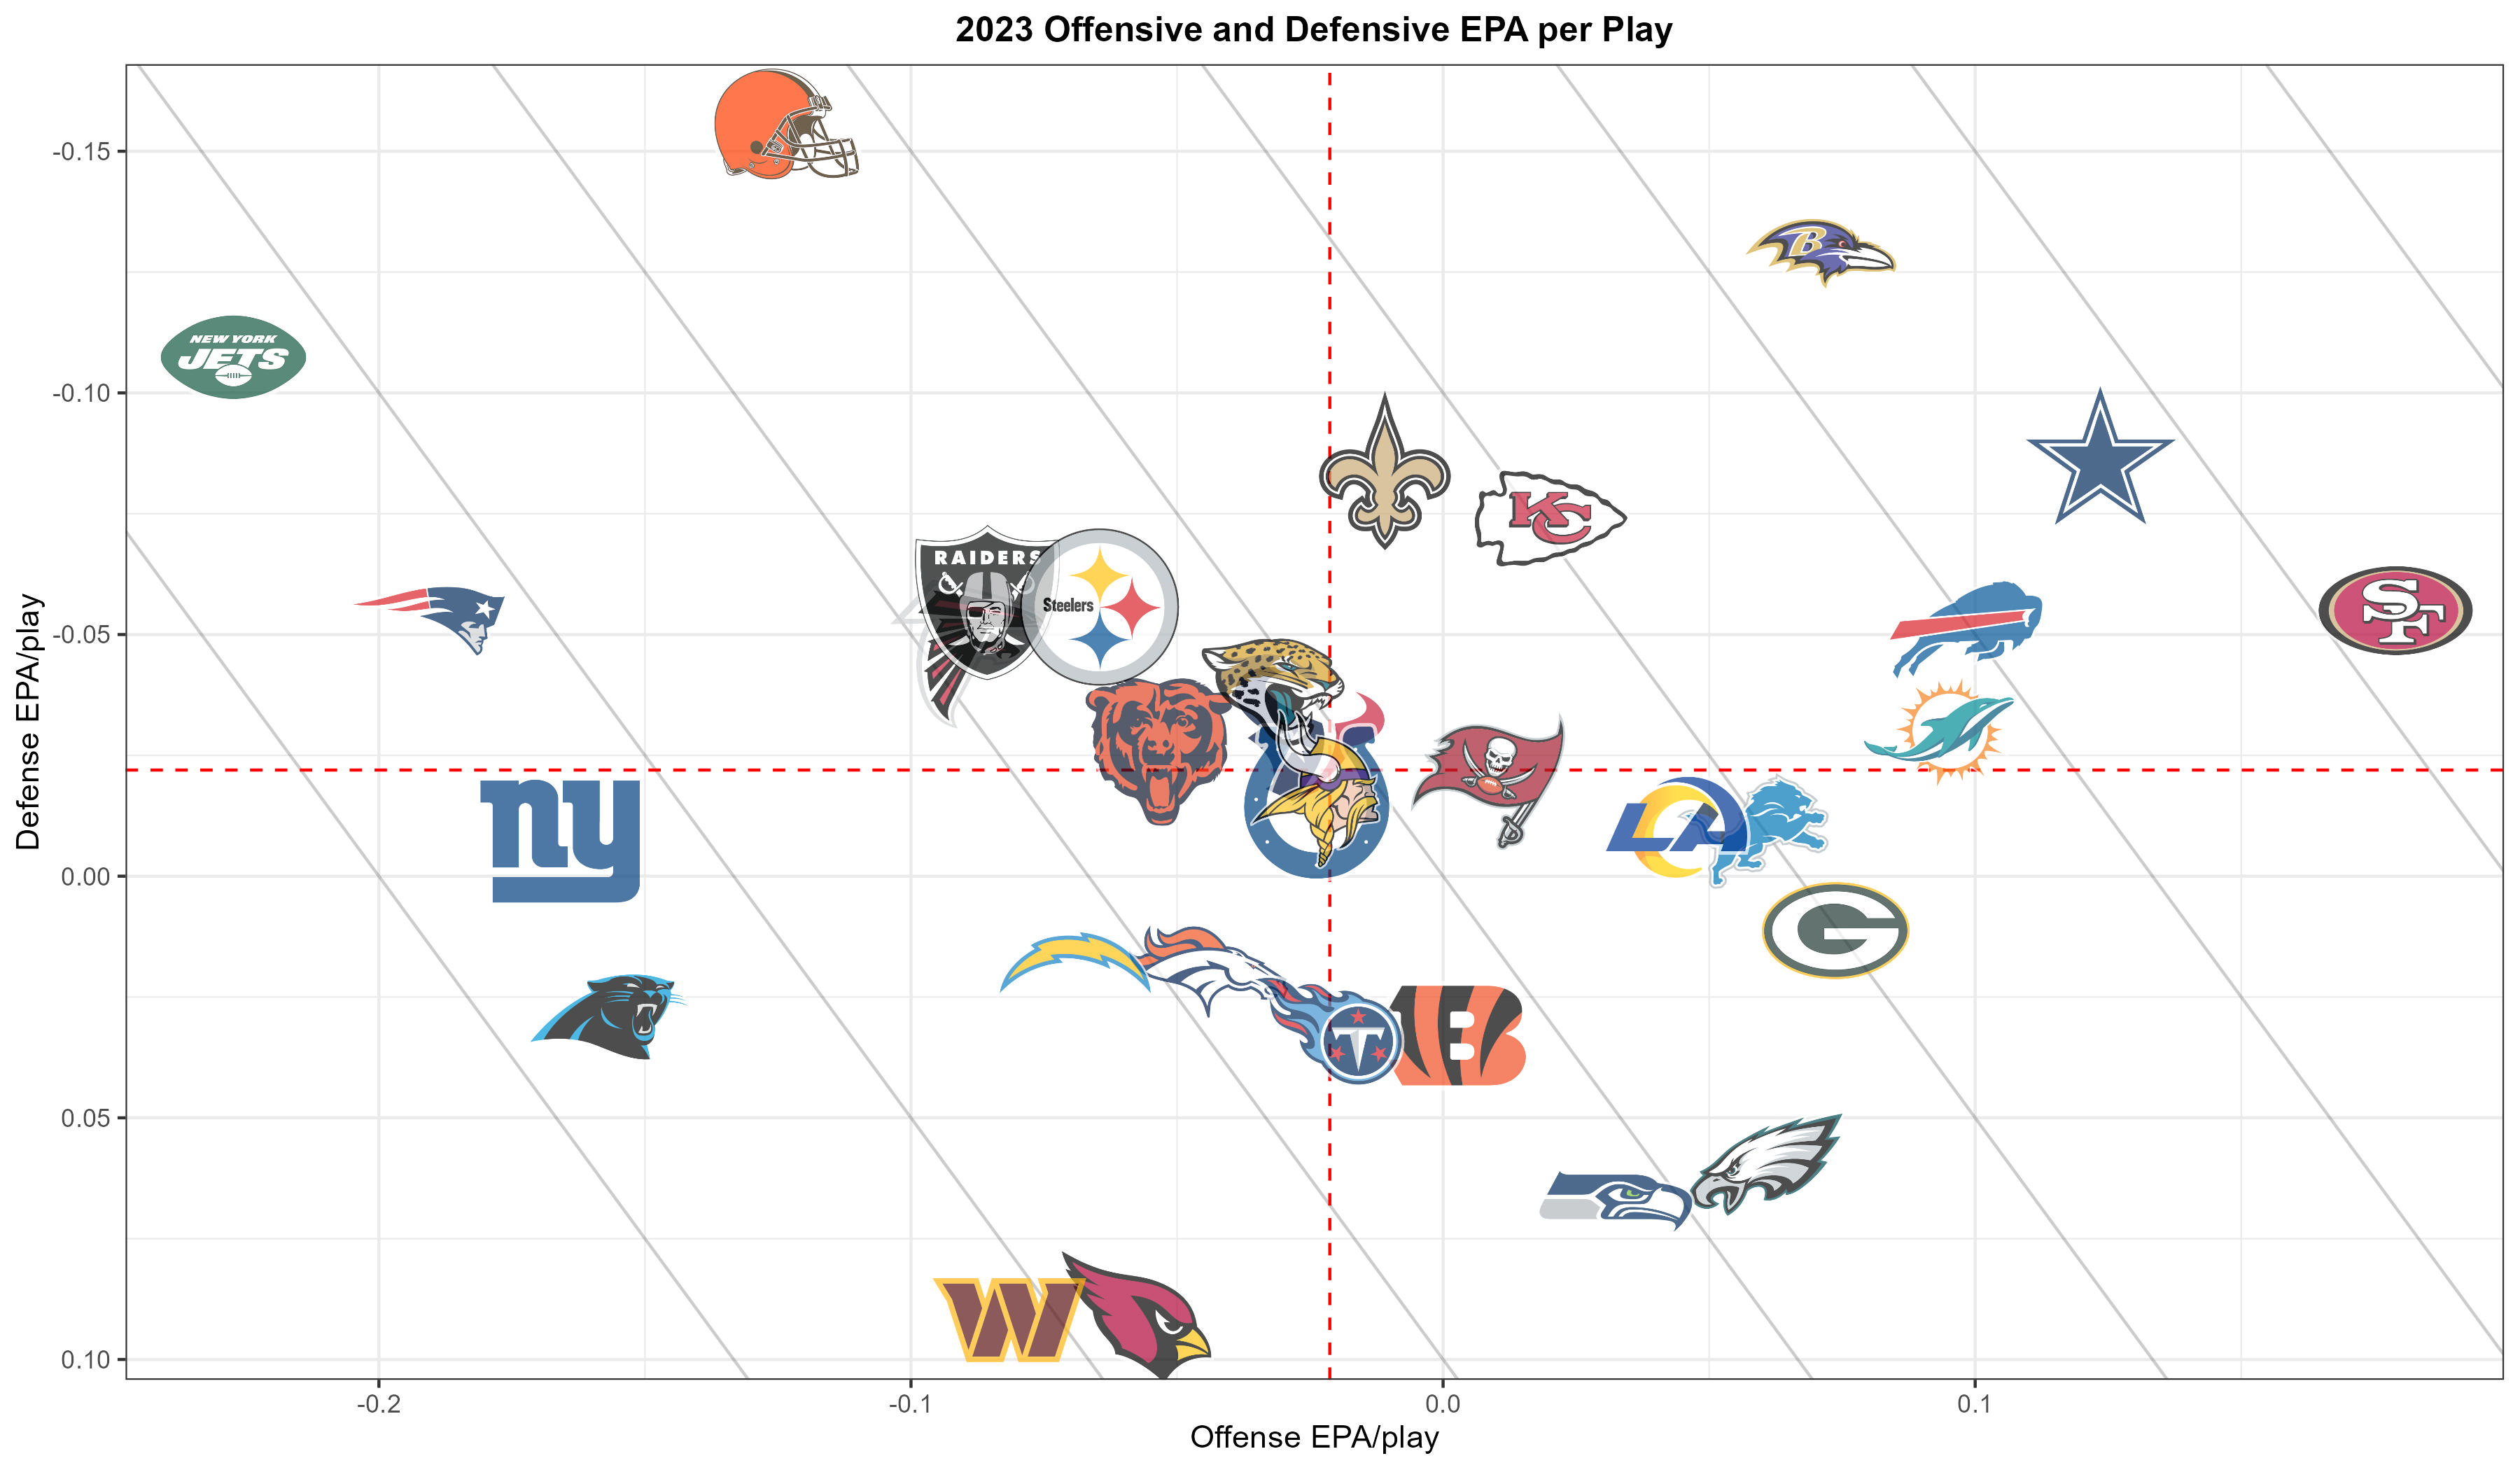 2023 Offensive and Defensive EPA per Play
Defense EPA/play
-0.15
-0.10
-0.05
0.00
0.05
0.10
B
NEW YORK
JETS
KC
RAIDERS
Steelers
SF
ny
LA
G
T
B
W
-0.2
-0.1
0.0
0.1
Offense EPA/play